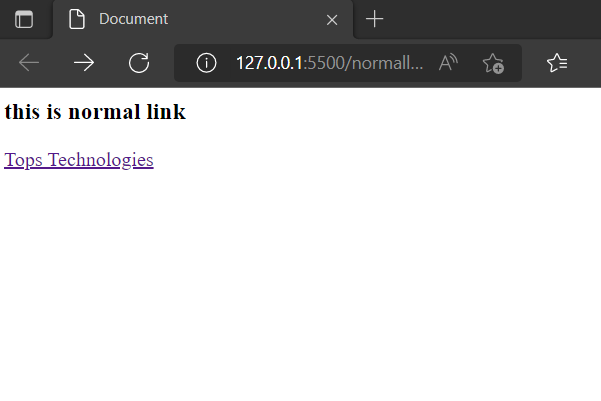 Document
127.0.0.1:5500/normall...
this is normal link
Tops Technologies